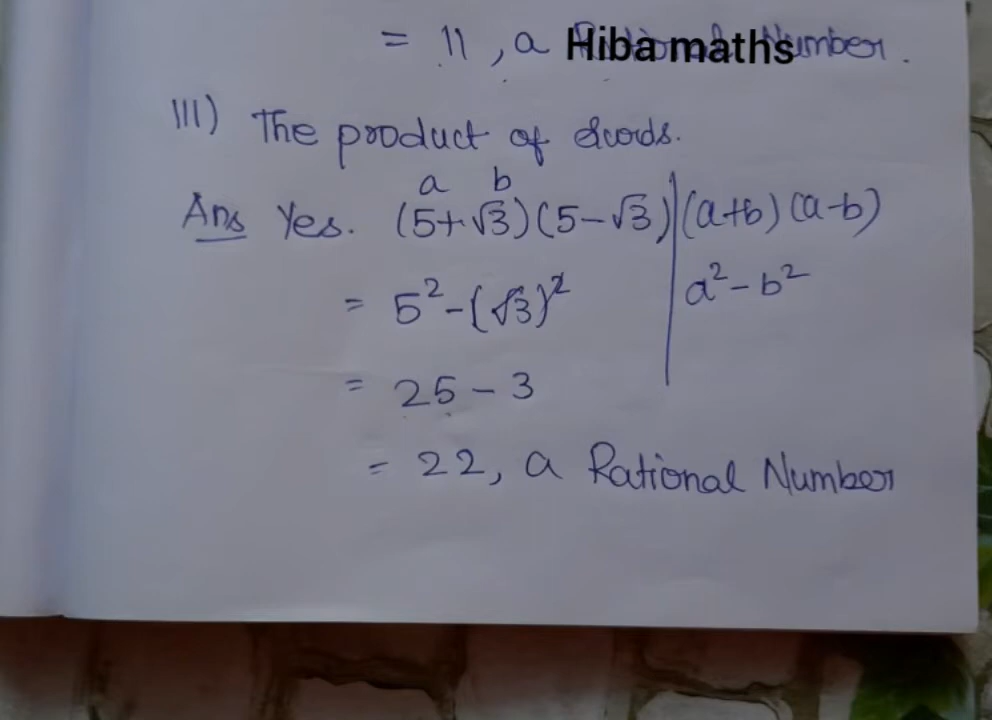 = 11, a Hiba maths Number.
III) The product of Surds.
Ans Yes. (5+√3)(5-√3) (a+b)(a-b)
a b
= 5² - (√3)² a² - b²
= 25 - 3
= 22, a Rational Number